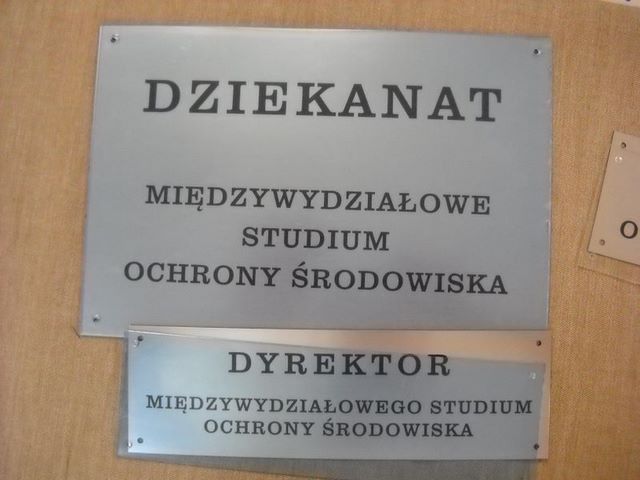 DZIEKANAT
MIĘDZYWYDZIAŁOWE
STUDIUM
OCHRONY ŚRODOWISKA
DYREKTOR
MIĘDZYWYDZIAŁOWEGO STUDIUM
OCHRONY ŚRODOWISKA
O